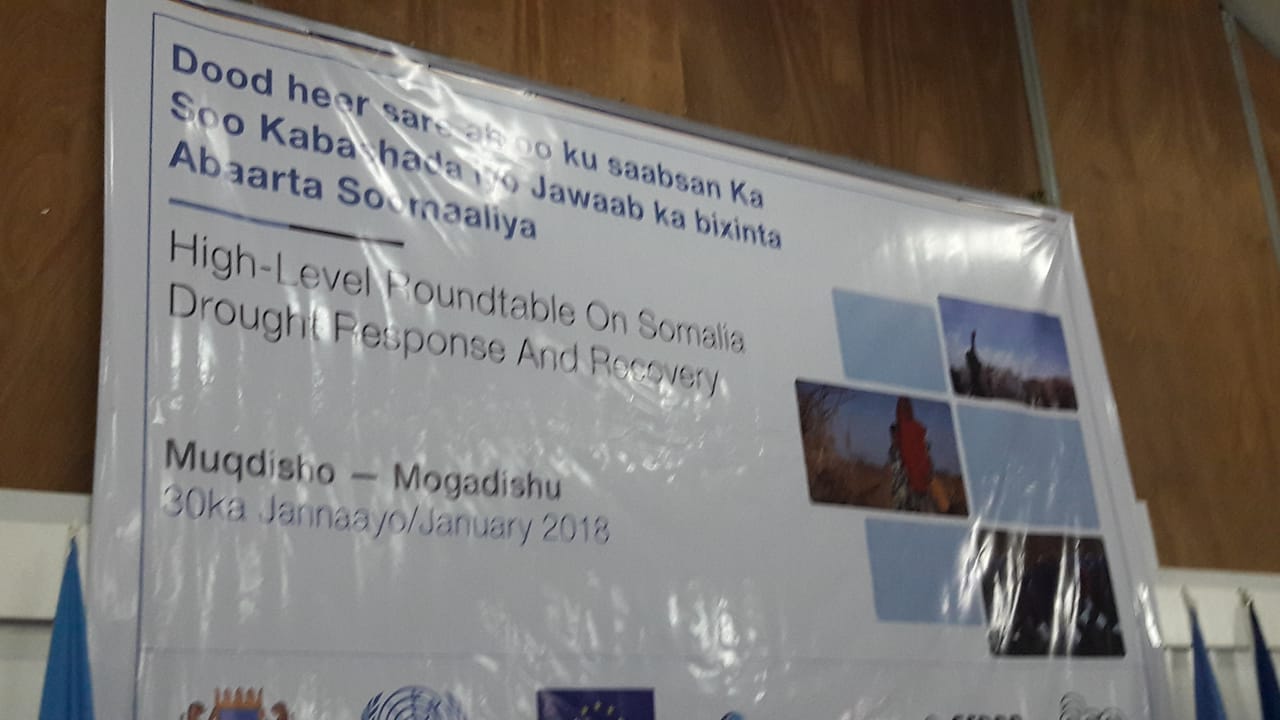 Dood heer sare ah oo ku saabsan Ka
Soo Kabashada iyo Jawaab ka bixinta
Abaarta Soomaaliya
High-Level Roundtable On Somalia
Drought Response And Recovery
Muqdisho – Mogadishu
30ka Jannaayo/January 2018